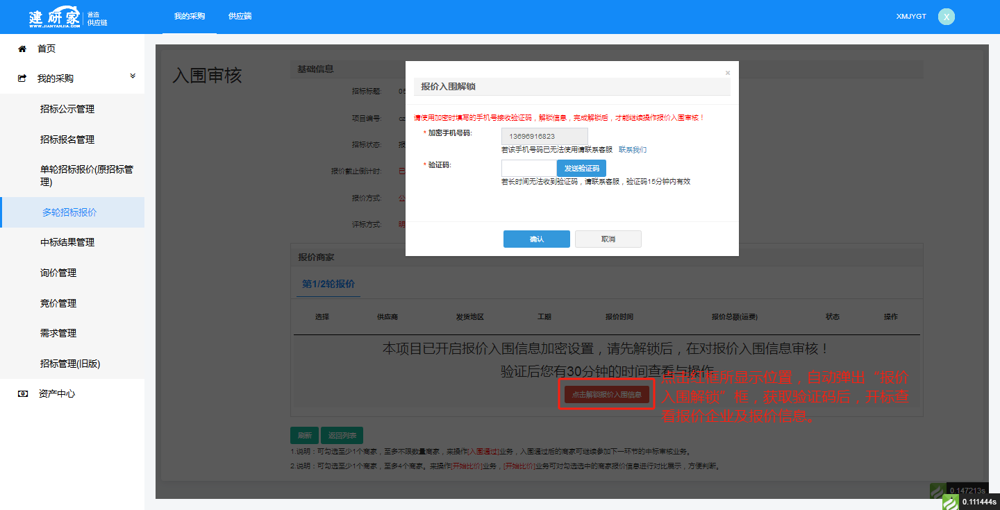 建研家
WWW.JIANYANJIA.COM
营造
供应链
我的采购
供应端
XMJYGT
X
首页
我的采购
招标公示管理
招标报名管理
单轮招标报价(原招标管
理)
多轮招标报价
中标结果管理
询价管理
竞价管理
需求管理
招标管理(旧版)
资产中心
入围审核
基础信息
招标标题:
项目编号:
招标状态: 报
报价截止倒计时: 已
报价方式: 公
评标方式: 明
×
报价入围解锁
请使用加密时填写的手机号接收验证码，解锁信息，完成解锁后，才能继续操作报价入围审核！
* 加密手机号码: 13696916823
若该手机号码已无法使用请联系客服 联系我们
* 验证码: 发送验证码
若长时间无法收到验证码，请联系客服，验证码15分钟内有效
确认 取消
报价商家
第1/2轮报价
选择 供应商 发货地区 工期 报价时间 报价总额(运费) 状态 操作
本项目已开启报价入围信息加密设置，请先解锁后，在对报价入围信息审核！
验证后您有30分钟的时间查看与操作
点击解锁报价入围信息
点击红框所显示位置，自动弹出“报价
入围解锁”框，获取验证码后，开标查
看报价企业及报价信息。
刷新 返回列表
1.说明：可勾选至少1个商家，至多不限数量商家，来操作[入围通过]业务，入围通过后的商家可继续参加下一环节的中标审核业务。
2.说明：可勾选至少1个商家，至多4个商家。来操作[开始比价]业务，[开始比价]业务可对勾选选中的商家报价信息进行对比展示，方便判断。
0.147213s
0.111444s